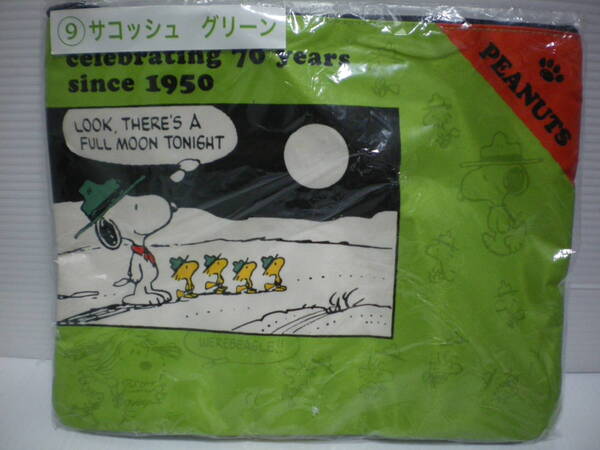 ⑨サコッシュ　グリーン
celebrating 70 years
since 1950
PEANUTS
LOOK, THERE'S A
FULL MOON TONIGHT
WEREBEAGLE!!